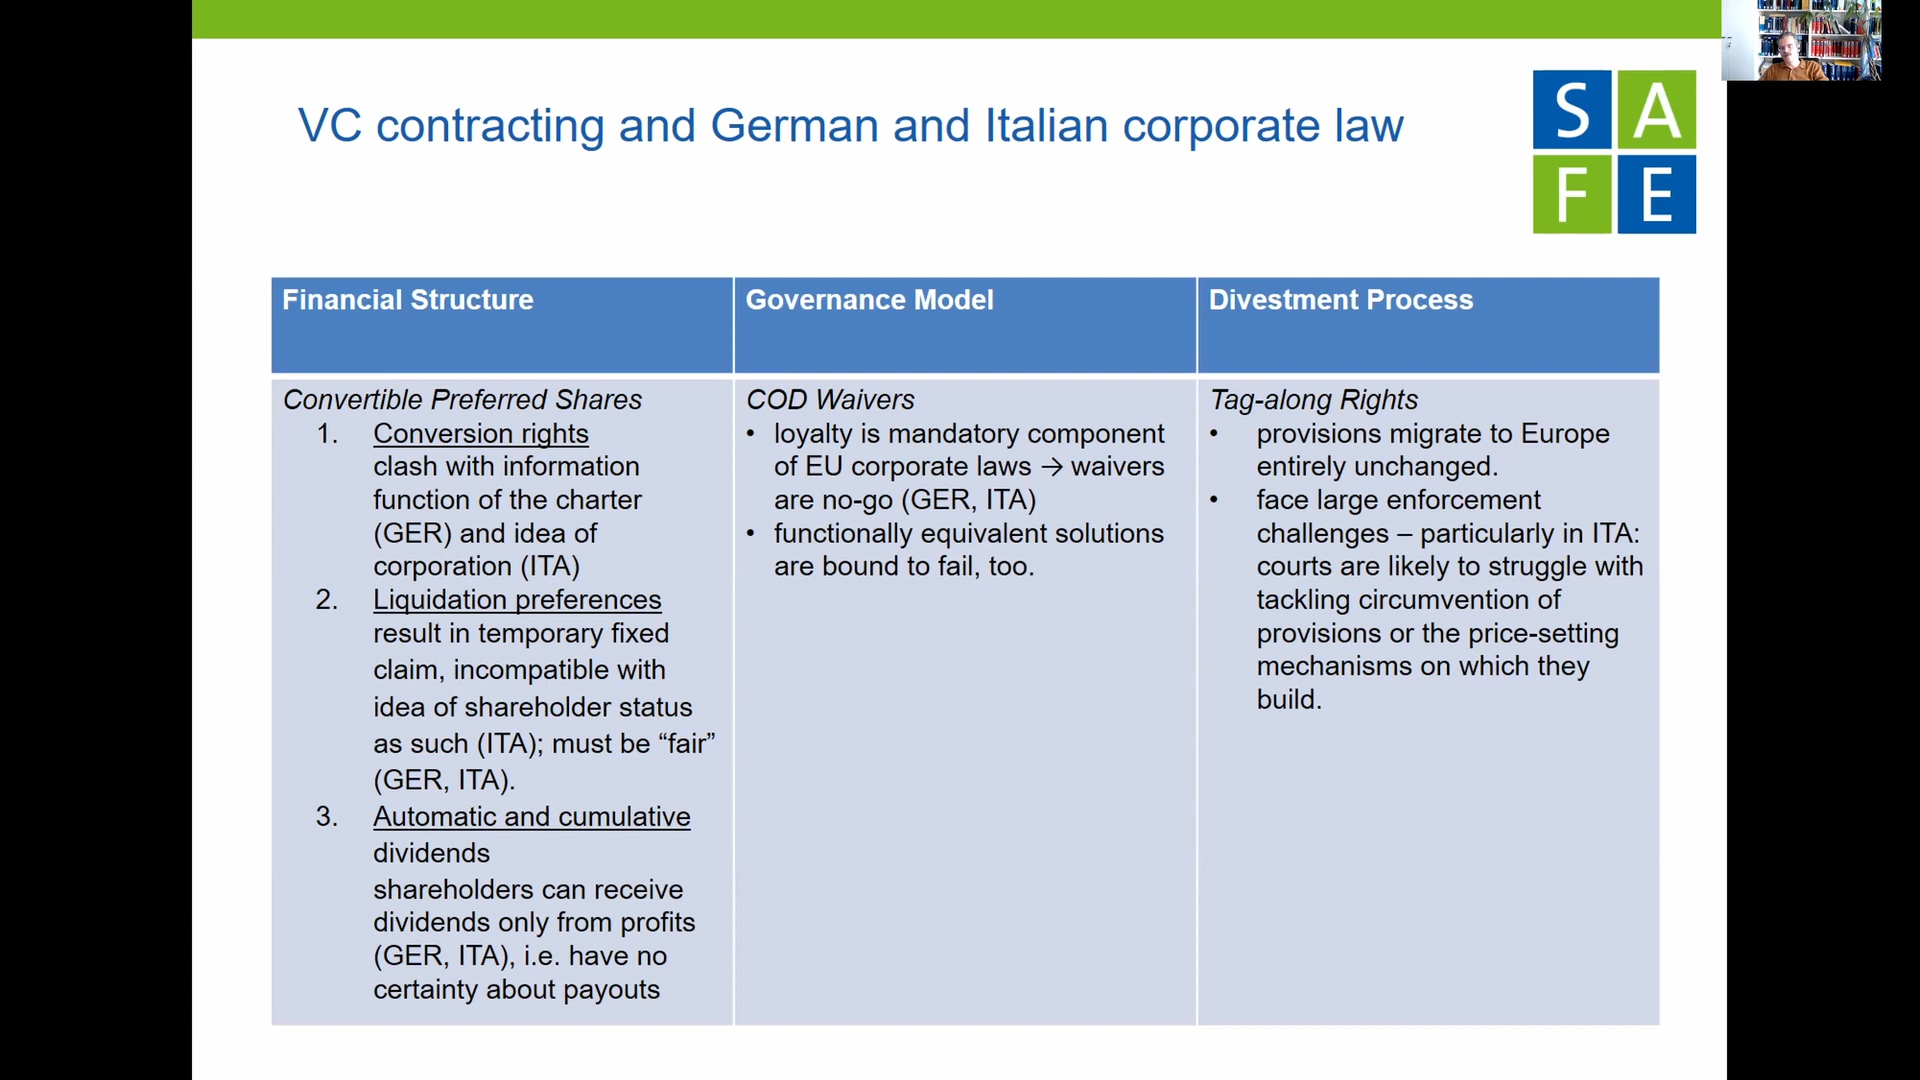 VC contracting and German and Italian corporate law
S A
F E
Financial Structure
Governance Model
Divestment Process
Convertible Preferred Shares
1. Conversion rights
clash with information
function of the charter
(GER) and idea of
corporation (ITA)
2. Liquidation preferences
result in temporary fixed
claim, incompatible with
idea of shareholder status
as such (ITA); must be “fair”
(GER, ITA).
3. Automatic and cumulative
dividends
shareholders can receive
dividends only from profits
(GER, ITA), i.e. have no
certainty about payouts
COD Waivers
• loyalty is mandatory component
of EU corporate laws → waivers
are no-go (GER, ITA)
• functionally equivalent solutions
are bound to fail, too.
Tag-along Rights
• provisions migrate to Europe
entirely unchanged.
• face large enforcement
challenges – particularly in ITA:
courts are likely to struggle with
tackling circumvention of
provisions or the price-setting
mechanisms on which they
build.